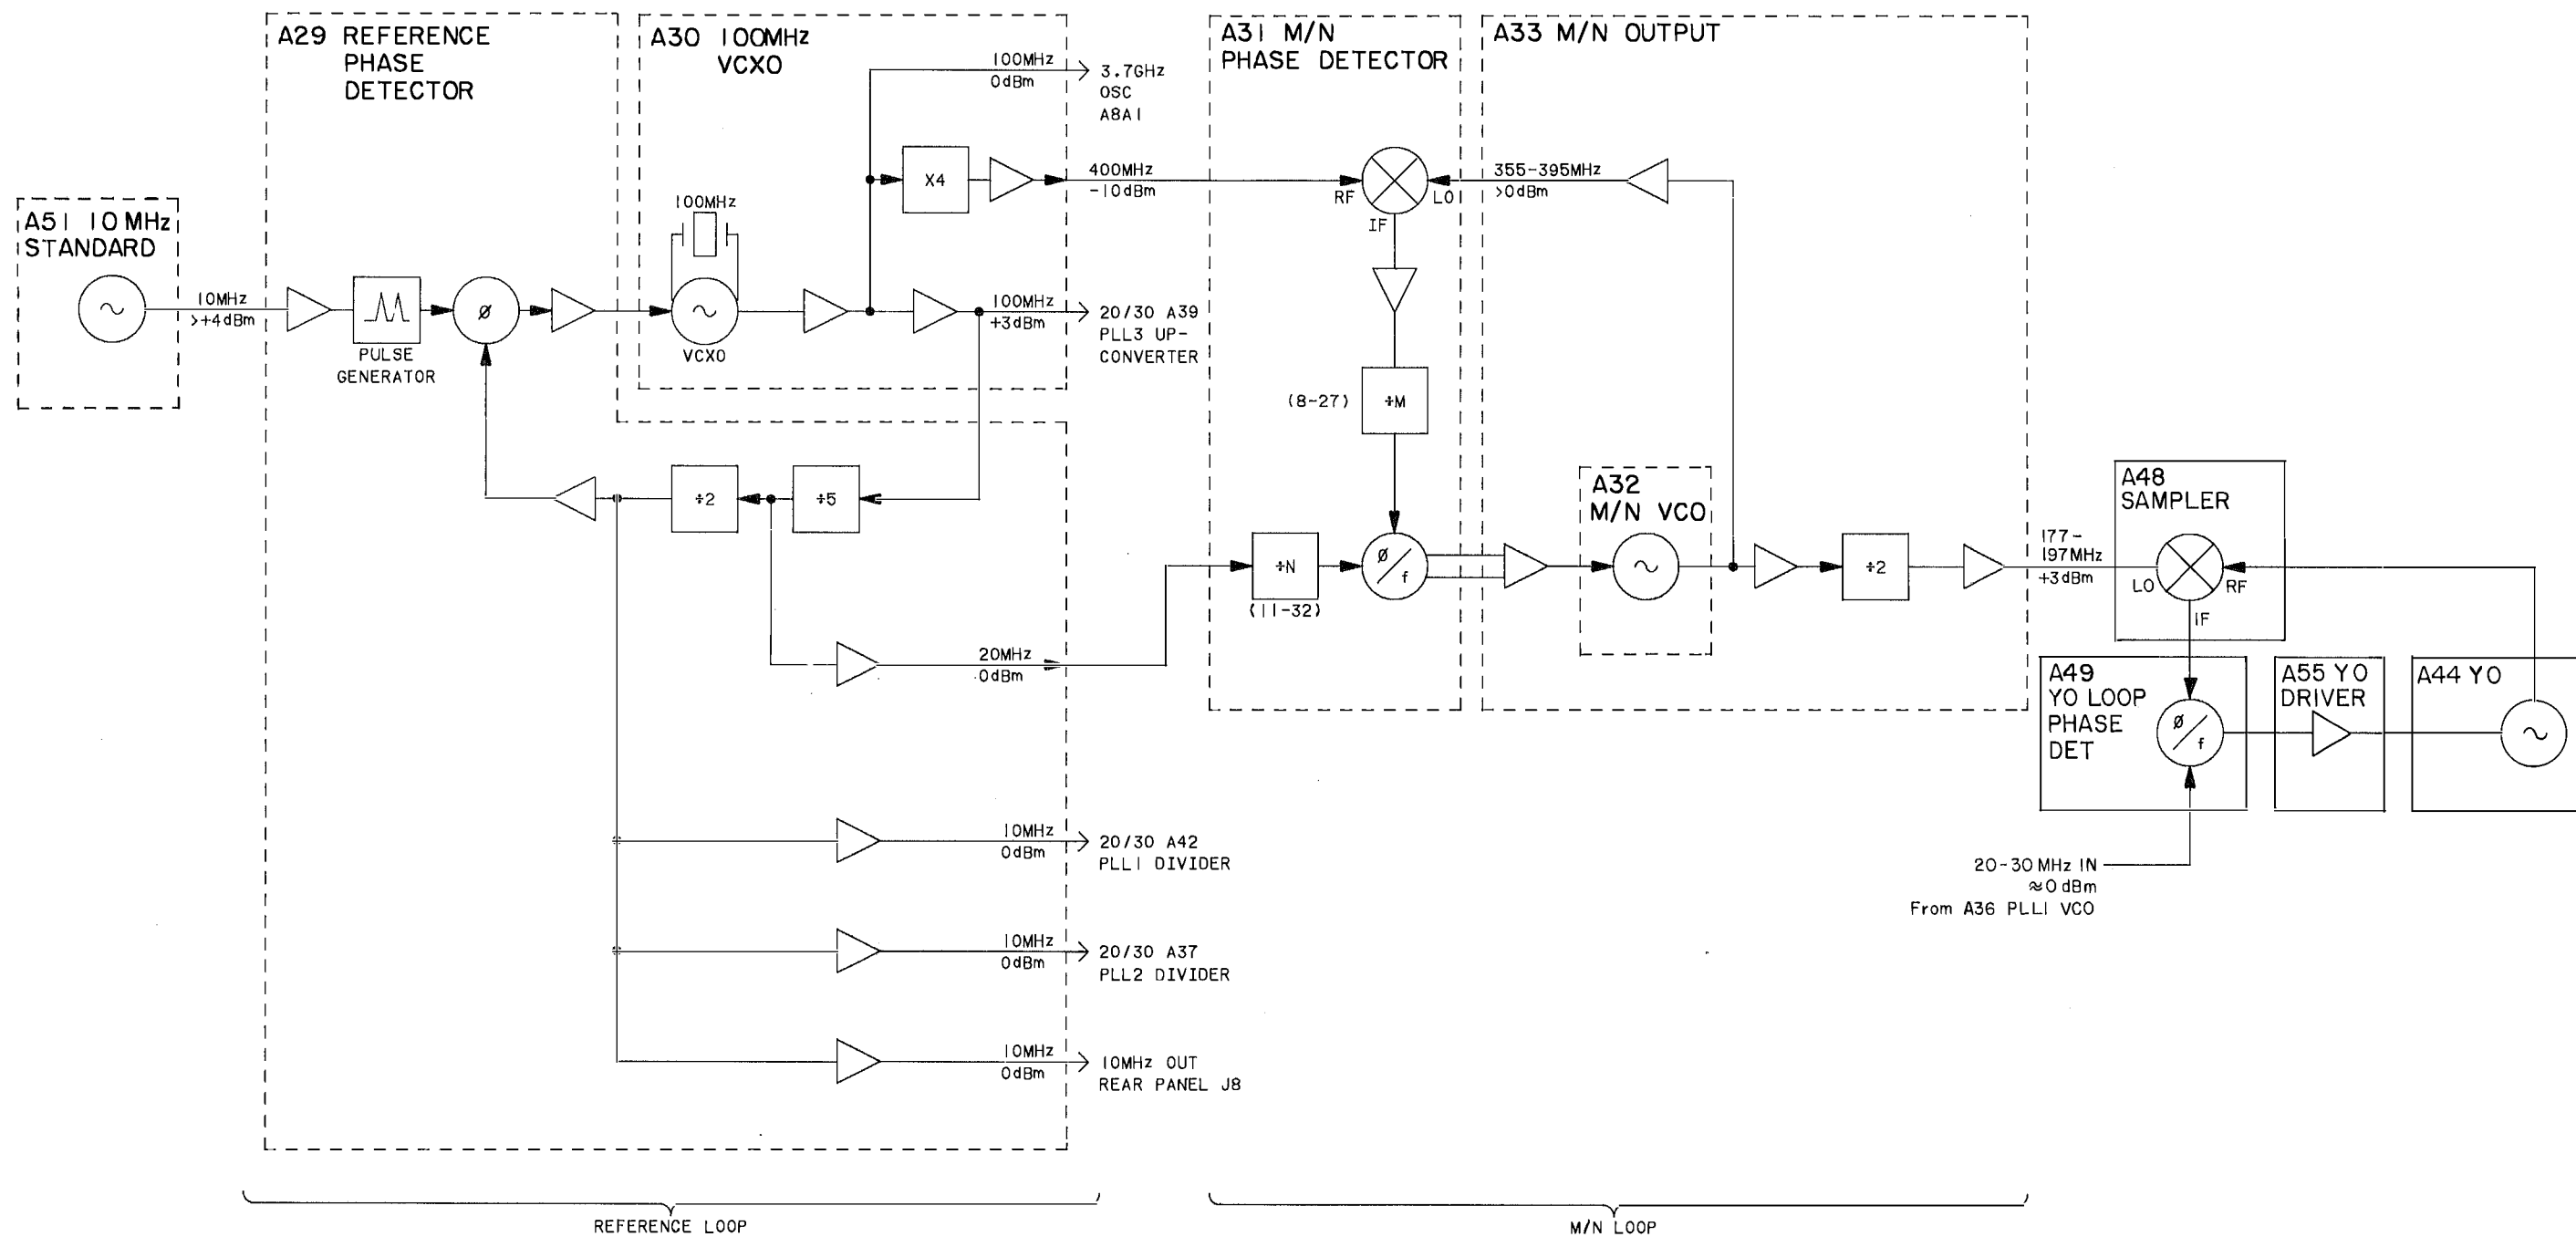 A51 10 MHz
STANDARD
10MHz
>+4dBm
A29 REFERENCE
PHASE
DETECTOR
PULSE
GENERATOR
ø
A30 100MHz
VCXO
100MHz
VCXO
X4
100MHz
0dBm
3.7GHz
OSC
A8A1
400MHz
-10dBm
100MHz
+3dBm
20/30 A39
PLL3 UP-
CONVERTER
÷2
÷5
20MHz
0dBm
10MHz
0dBm
20/30 A42
PLL1 DIVIDER
10MHz
0dBm
20/30 A37
PLL2 DIVIDER
10MHz
0dBm
10MHz OUT
REAR PANEL J8
REFERENCE LOOP
A31 M/N
PHASE DETECTOR
RF
LO
IF
(8-27)
÷M
÷N
(11-32)
ø/f
A33 M/N OUTPUT
355-395MHz
>0dBm
A32
M/N VCO
÷2
M/N LOOP
177-
197MHz
+3dBm
A48
SAMPLER
LO
RF
IF
A49
YO LOOP
PHASE
DET
ø/f
A55 YO
DRIVER
A44 YO
20-30 MHz IN
≈0 dBm
From A36 PLL1 VCO